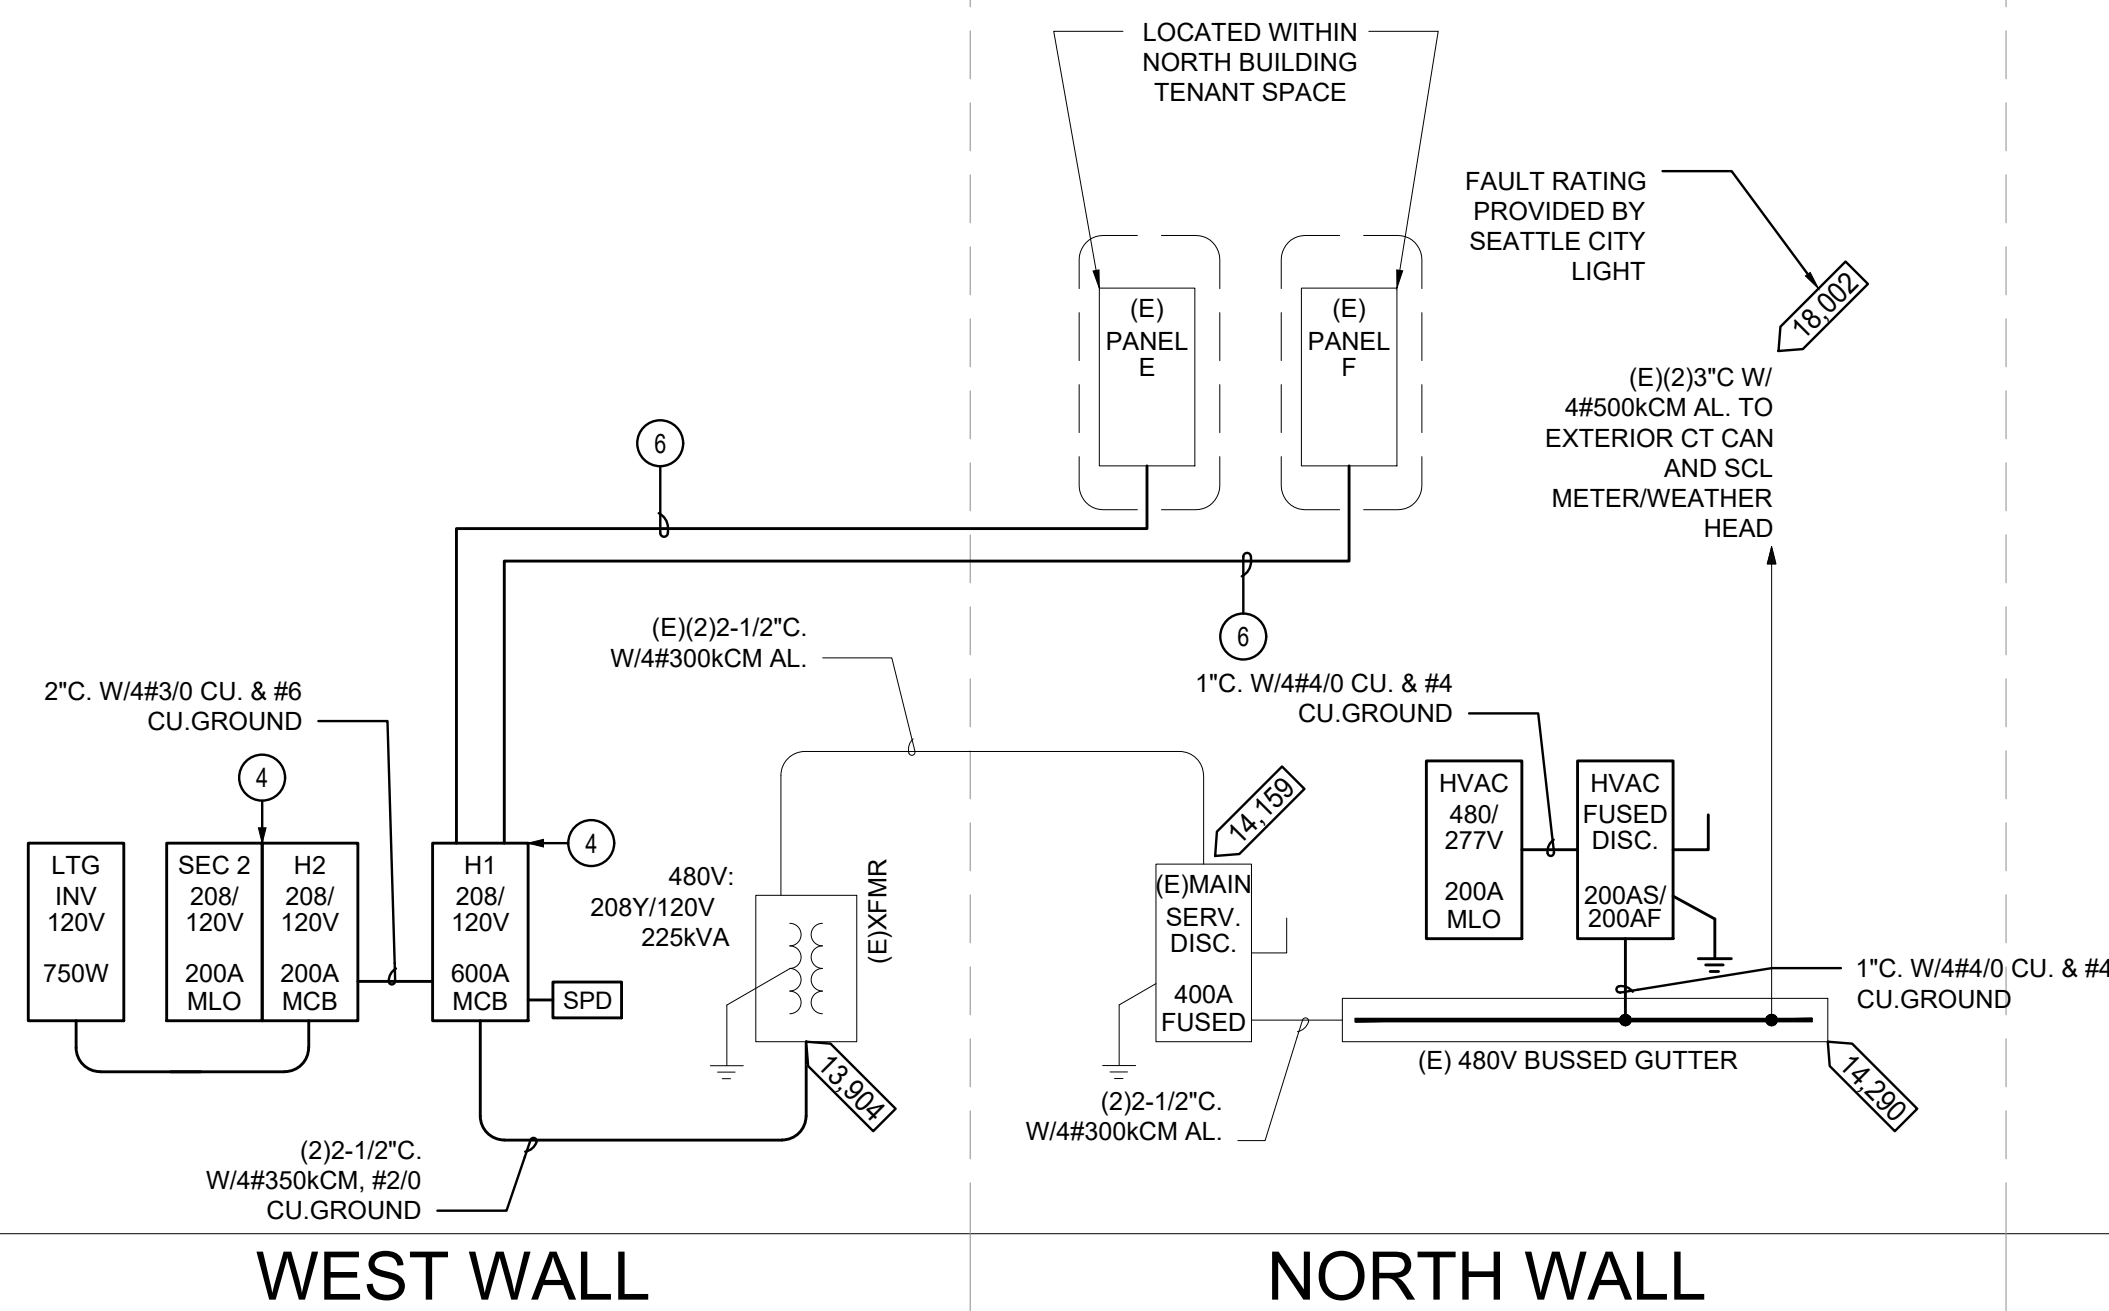 LOCATED WITHIN
NORTH BUILDING
TENANT SPACE
FAULT RATING
PROVIDED BY
SEATTLE CITY
LIGHT
18,002
(E)
PANEL
E
(E)
PANEL
F
(E)(2)3"C W/
4#500kCM AL. TO
EXTERIOR CT CAN
AND SCL
METER/WEATHER
HEAD
6
6
(E)(2)2-1/2"C.
W/4#300kCM AL.
2"C. W/4#3/0 CU. & #6
CU.GROUND
1"C. W/4#4/0 CU. & #4
CU.GROUND
4
4
LTG
INV
120V
750W
SEC 2
208/
120V
200A
MLO
H2
208/
120V
200A
MCB
H1
208/
120V
600A
MCB
SPD
480V:
208Y/120V
225kVA
(E)XFMR
13,904
14,159
(E)MAIN
SERV.
DISC.
400A
FUSED
HVAC
480/
277V
200A
MLO
HVAC
FUSED
DISC.
200AS/
200AF
1"C. W/4#4/0 CU. & #4
CU.GROUND
(E) 480V BUSSED GUTTER
14,290
(2)2-1/2"C.
W/4#300kCM AL.
(2)2-1/2"C.
W/4#350kCM, #2/0
CU.GROUND
WEST WALL
NORTH WALL